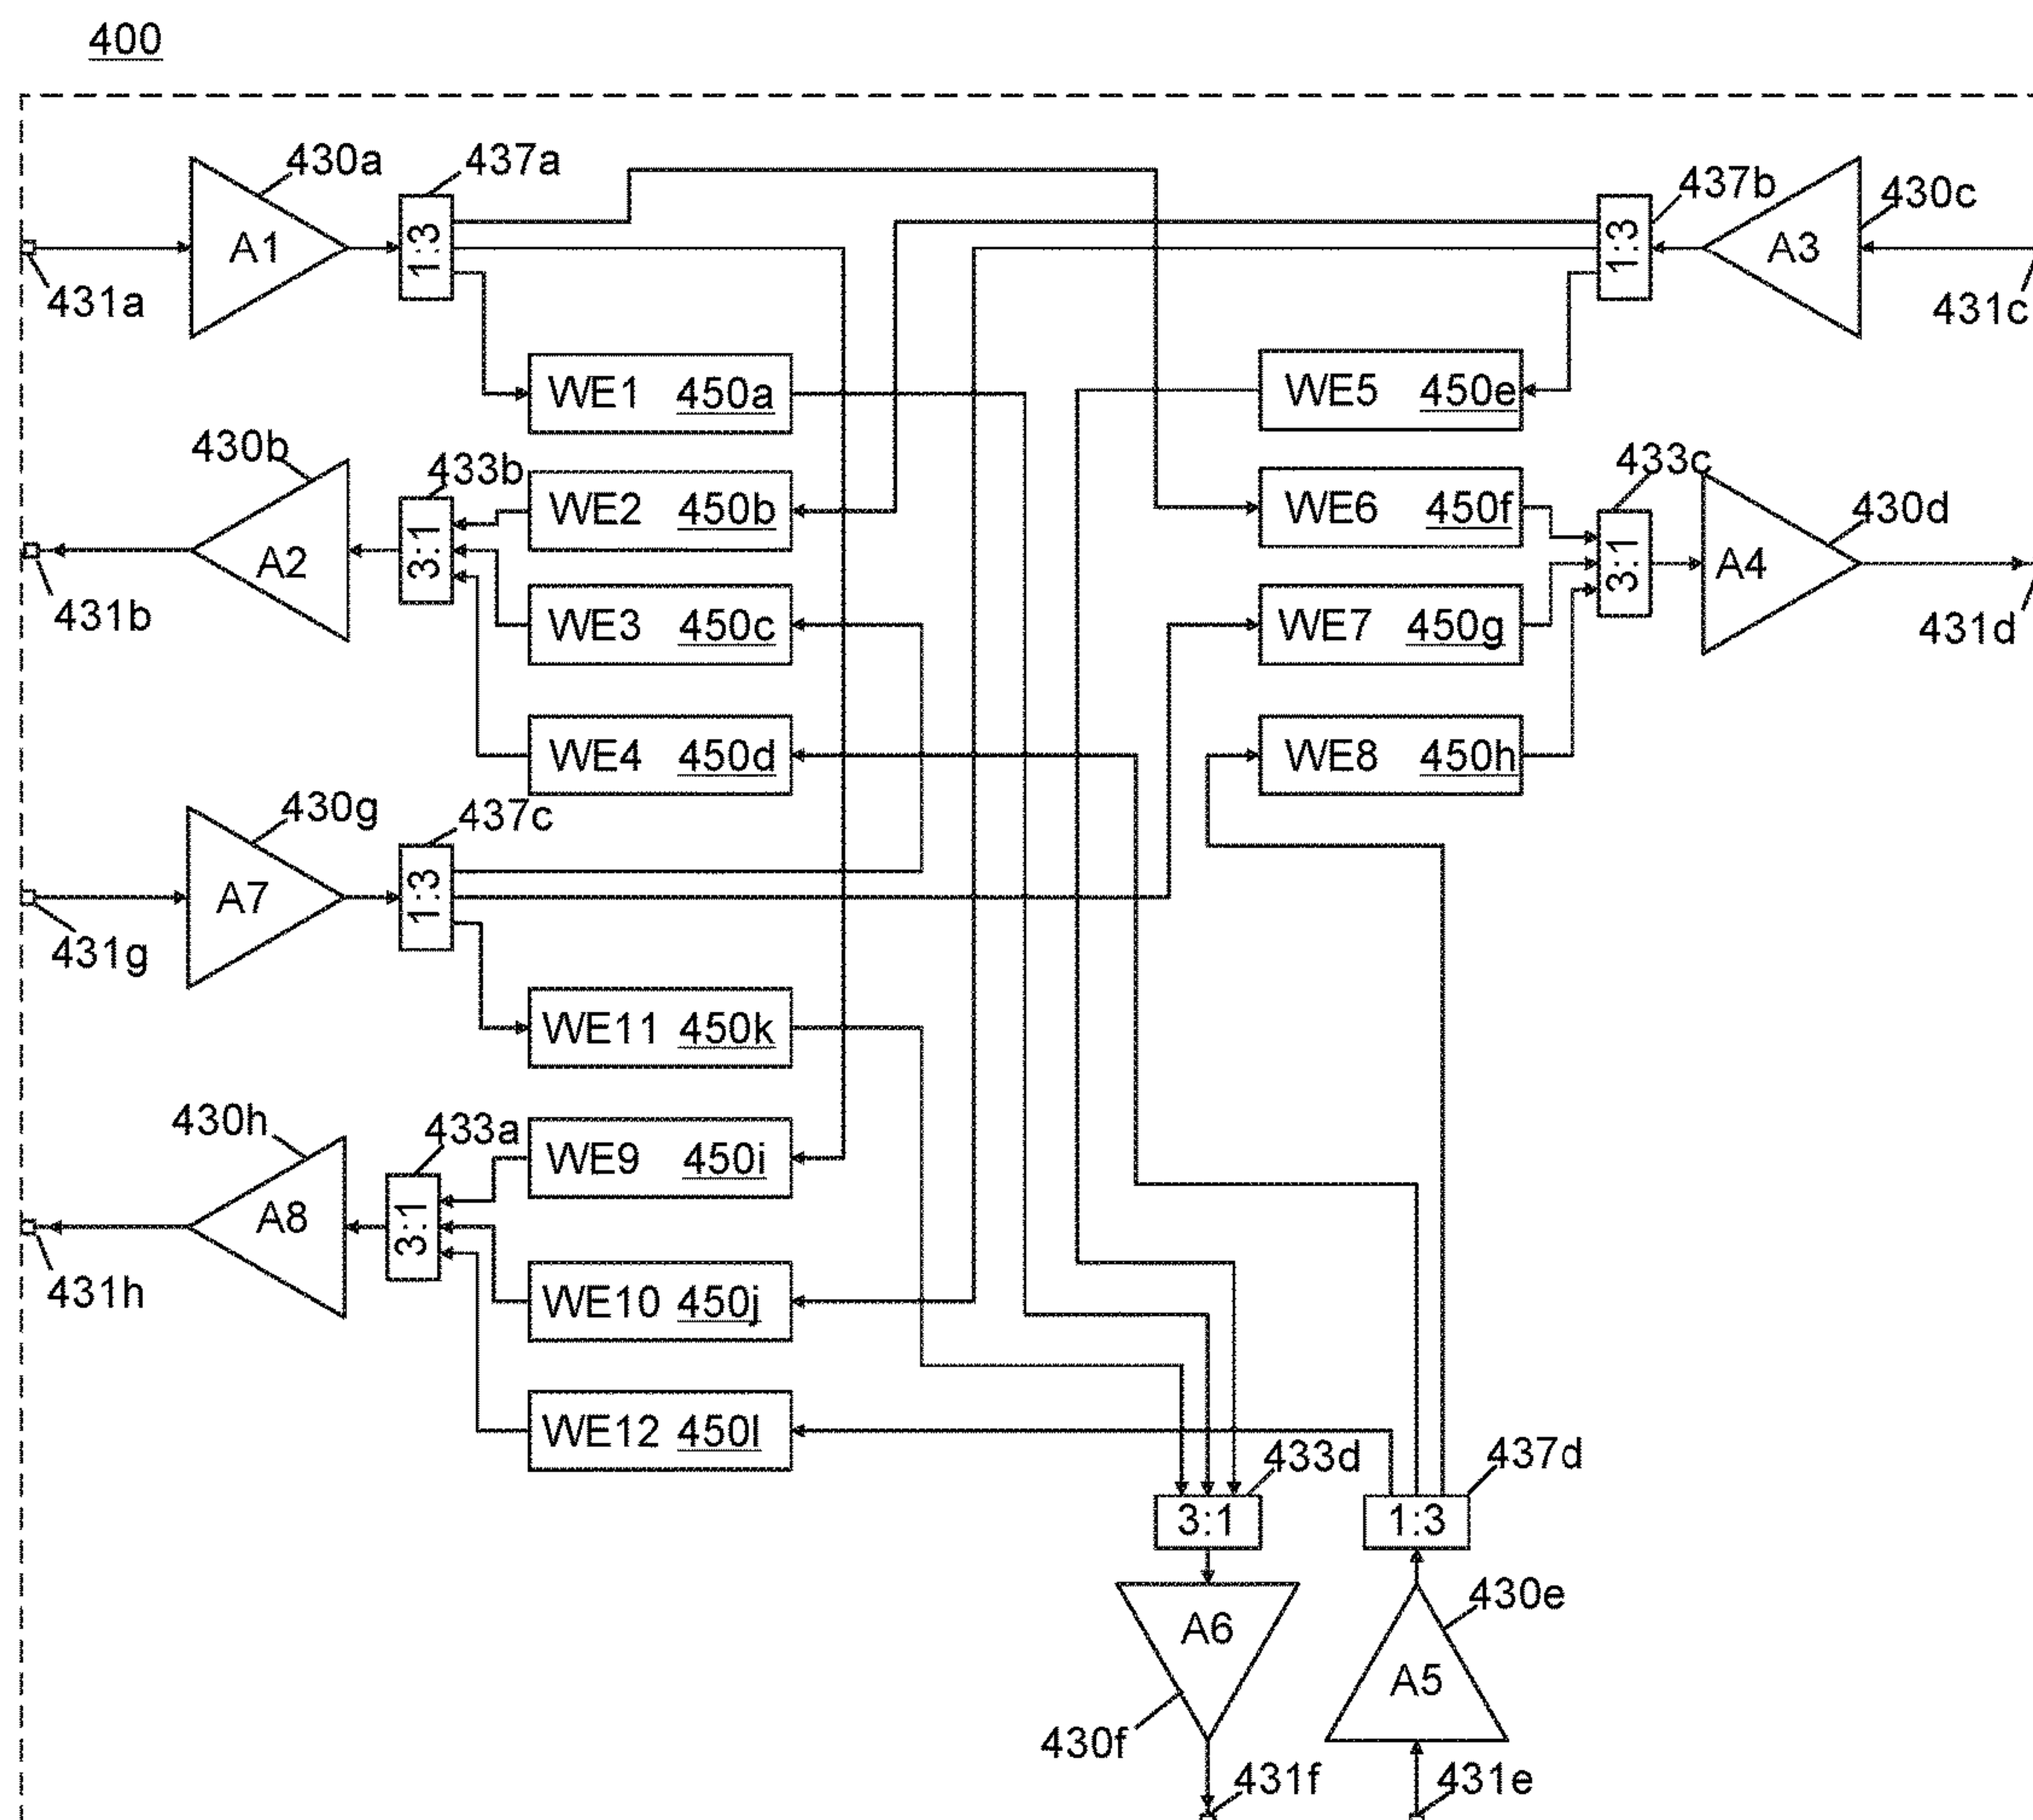 400
430a
437a
A1
1:3
431a
437b
430c
1:3
A3
431c
WE1 450a
WE5 450e
430b
433b
A2
3:1
431b
WE2 450b
WE6 450f
433c
430d
3:1
A4
431d
WE3 450c
WE7 450g
WE4 450d
WE8 450h
430g
437c
A7
1:3
431g
WE11 450k
430h
433a
A8
3:1
431h
WE9 450i
WE10 450j
WE12 450l
433d
437d
3:1
1:3
A6
430e
A5
430f
431f
431e